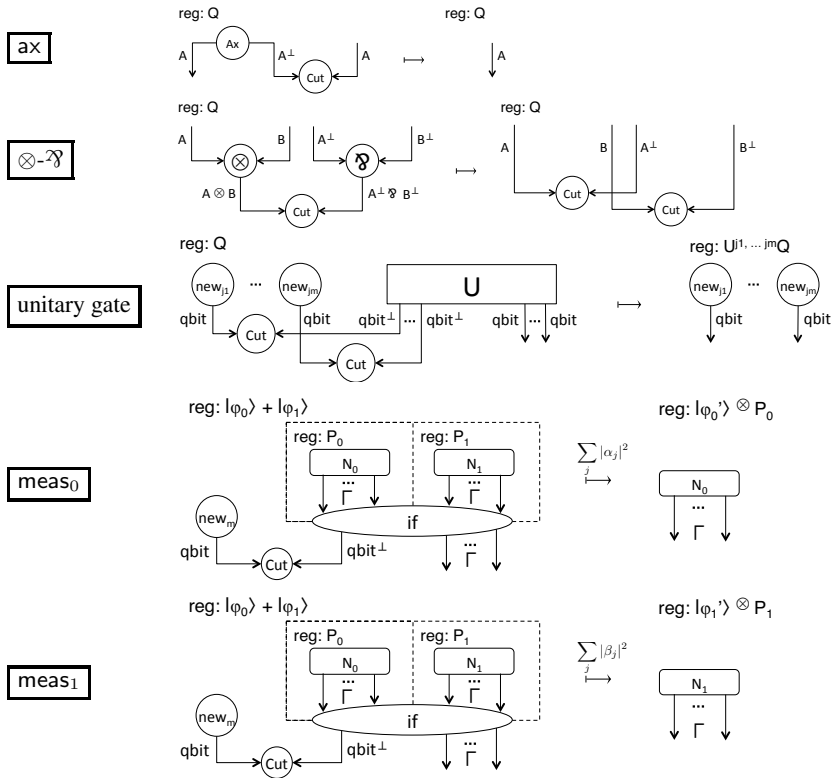 reg: Q reg: Q
ax
A Ax A⊥ Cut A ↦ A
reg: Q reg: Q
⊗-⅋
A ⊗ B A⊥ ⅋ B⊥ ↦ A B A⊥ B⊥
A ⊗ B Cut A⊥ ⅋ B⊥ Cut Cut
reg: Q reg: U^{j1, ... jm}Q
unitary gate
new_{j1} ... new_{jm} U ↦ new_{j1} ... new_{jm}
qbit Cut qbit qbit⊥ ... qbit⊥ qbit ... qbit qbit qbit
Cut
reg: |φ₀⟩ + |φ₁⟩ reg: |φ₀'⟩ ⊗ P₀
reg: P₀ reg: P₁
meas₀
N₀ N₁ \sum_j |α_j|² ↦ N₀
... Γ ... Γ ... Γ
new_m if
qbit Cut qbit⊥ ... Γ
reg: |φ₀⟩ + |φ₁⟩ reg: |φ₁'⟩ ⊗ P₁
reg: P₀ reg: P₁
meas₁
N₀ N₁ \sum_j |β_j|² ↦ N₁
... Γ ... Γ ... Γ
new_m if
qbit Cut qbit⊥ ... Γ